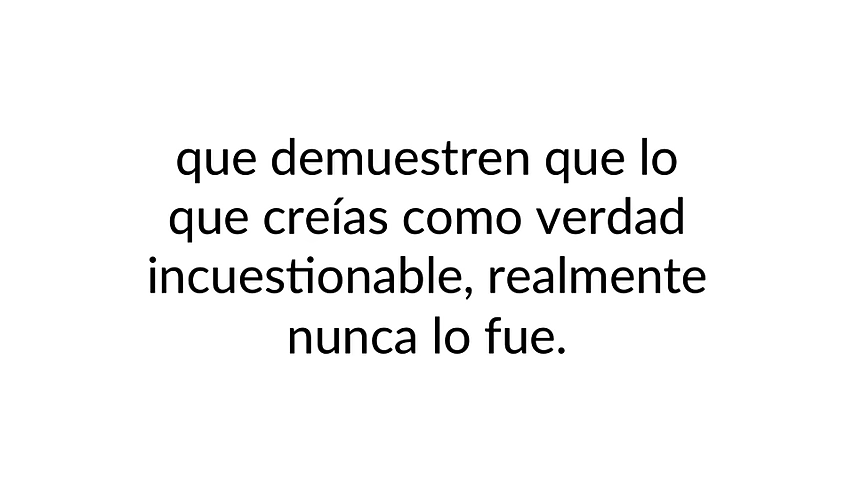 que demuestren que lo
que creías como verdad
incuestionable, realmente
nunca lo fue.